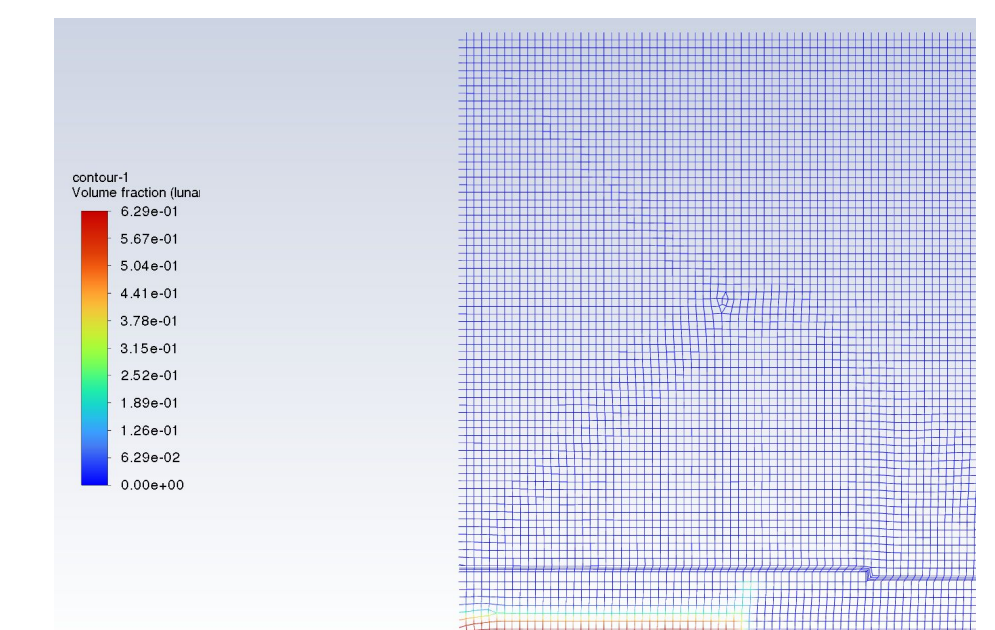 contour-1
Volume fraction (luna
6.29e-01
5.67e-01
5.04e-01
4.41e-01
3.78e-01
3.15e-01
2.52e-01
1.89e-01
1.26e-01
6.29e-02
0.00e+00